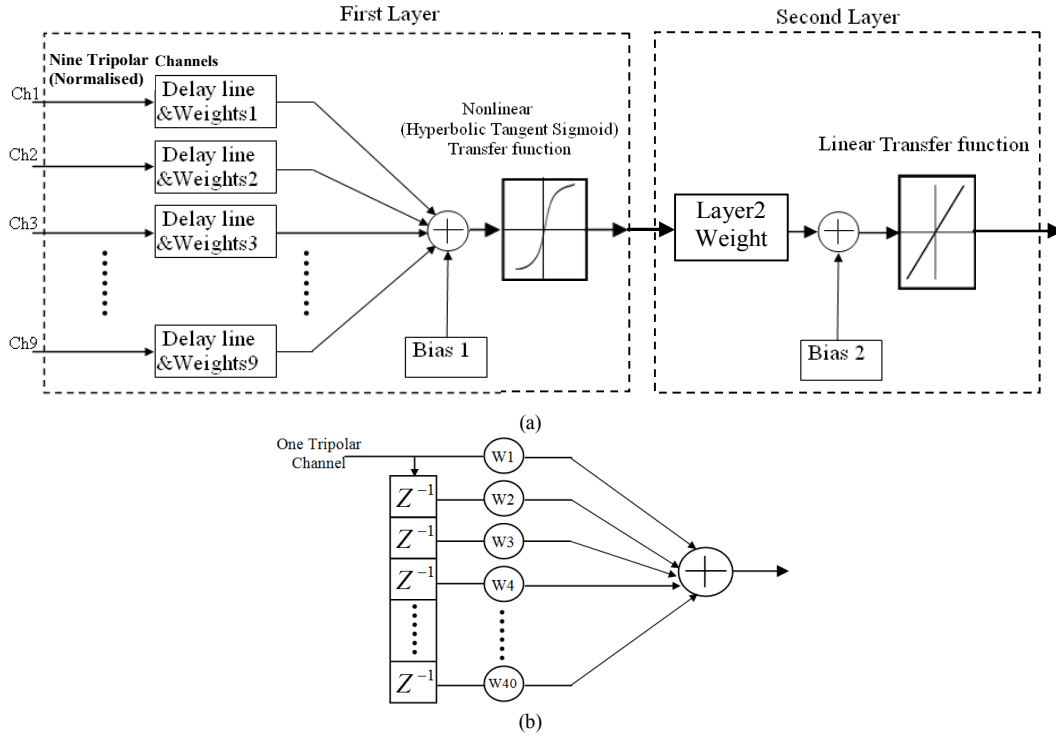 First Layer
Second Layer
Nine Tripolar Channels
(Normalised)
Ch1
Delay line
&Weights1
Ch2
Delay line
&Weights2
Ch3
Delay line
&Weights3
Ch9
Delay line
&Weights9
Bias 1
Nonlinear
(Hyperbolic Tangent Sigmoid)
Transfer function
Layer2
Weight
Bias 2
Linear Transfer function
(a)
One Tripolar
Channel
W1
Z⁻¹
W2
Z⁻¹
W3
Z⁻¹
W4
Z⁻¹
W40
(b)